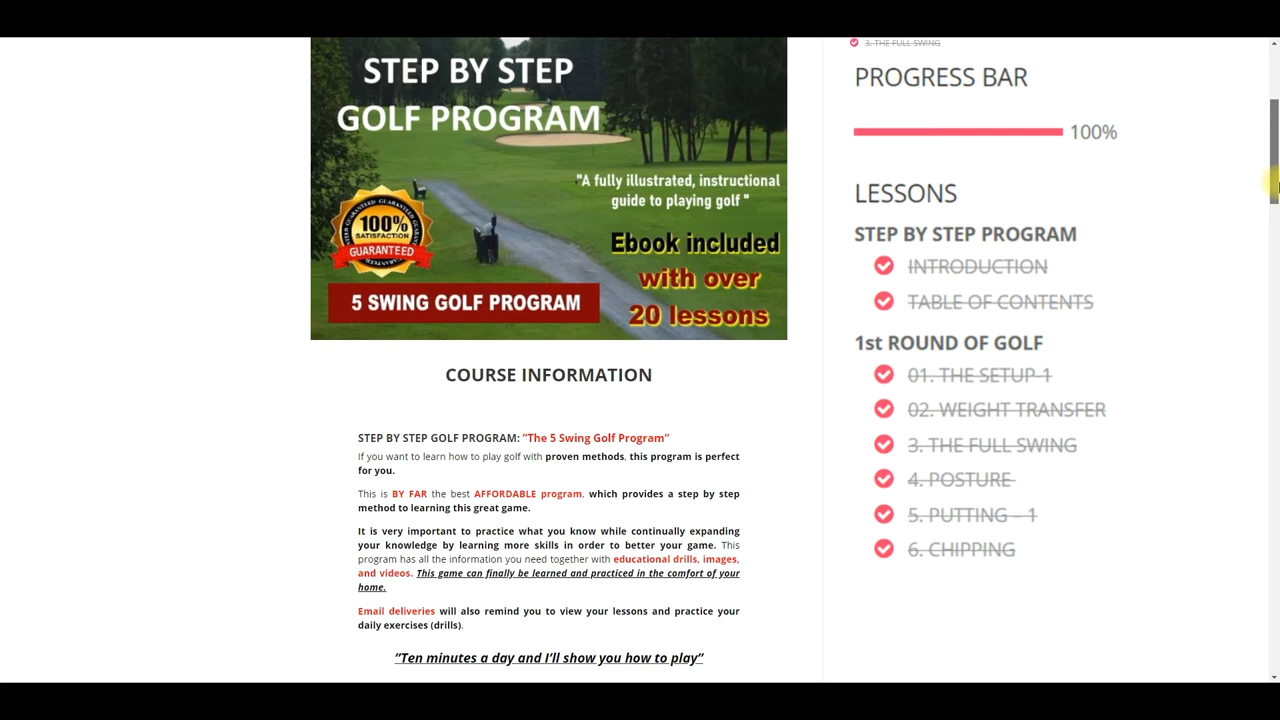 STEP BY STEP
GOLF PROGRAM
"A fully illustrated, instructional
guide to playing golf "
100%
SATISFACTION
GUARANTEED
Ebook included
with over
20 lessons
5 SWING GOLF PROGRAM
COURSE INFORMATION
STEP BY STEP GOLF PROGRAM: "The 5 Swing Golf Program"
If you want to learn how to play golf with proven methods, this program is perfect
for you.
This is BY FAR the best AFFORDABLE program, which provides a step by step
method to learning this great game.
It is very important to practice what you know while continually expanding
your knowledge by learning more skills in order to better your game. This
program has all the information you need together with educational drills, images,
and videos. This game can finally be learned and practiced in the comfort of your
home.
Email deliveries will also remind you to view your lessons and practice your
daily exercises (drills).
"Ten minutes a day and I'll show you how to play"
3. THE FULL SWING
PROGRESS BAR
100%
LESSONS
STEP BY STEP PROGRAM
INTRODUCTION
TABLE OF CONTENTS
1st ROUND OF GOLF
01. THE SETUP-1
02. WEIGHT TRANSFER
3. THE FULL SWING
4. POSTURE
5. PUTTING – 1
6. CHIPPING